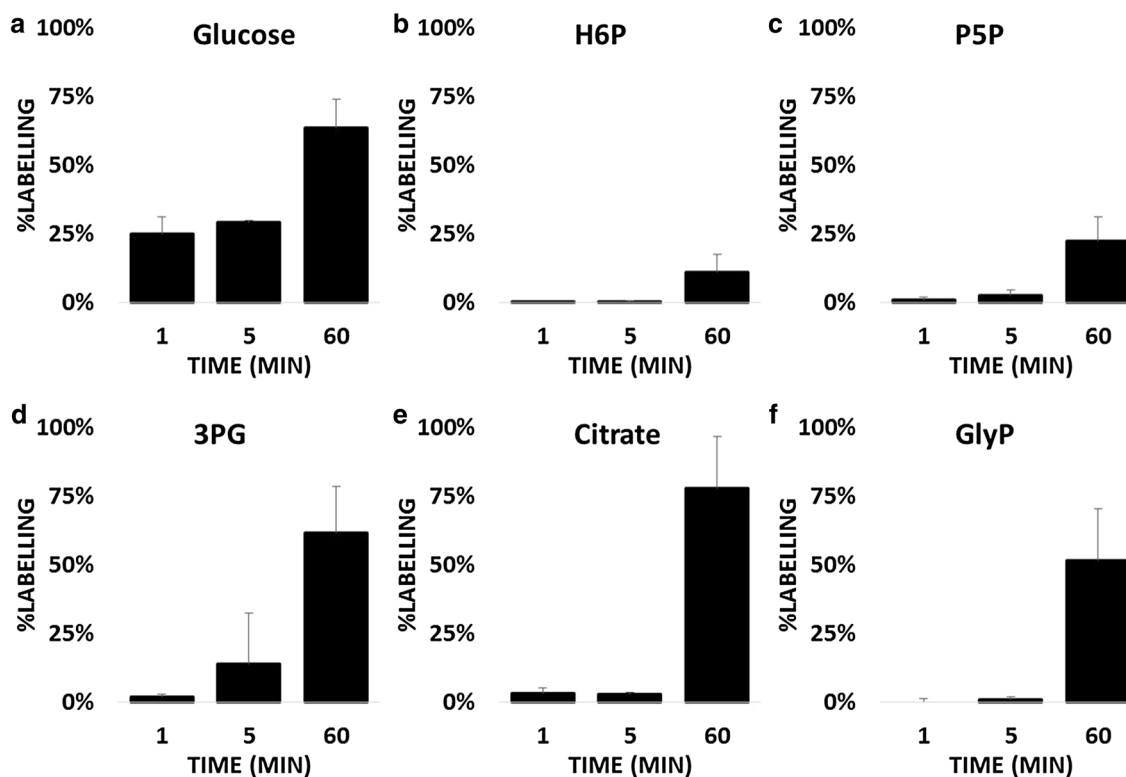 a
Glucose
100%
75%
50%
25%
0%
%LABELLING
1 5 60
TIME (MIN)
b
H6P
100%
75%
50%
25%
0%
%LABELLING
1 5 60
TIME (MIN)
c
P5P
100%
75%
50%
25%
0%
%LABELLING
1 5 60
TIME (MIN)
d
3PG
100%
75%
50%
25%
0%
%LABELLING
1 5 60
TIME (MIN)
e
Citrate
100%
75%
50%
25%
0%
%LABELLING
1 5 60
TIME (MIN)
f
GlyP
100%
75%
50%
25%
0%
%LABELLING
1 5 60
TIME (MIN)